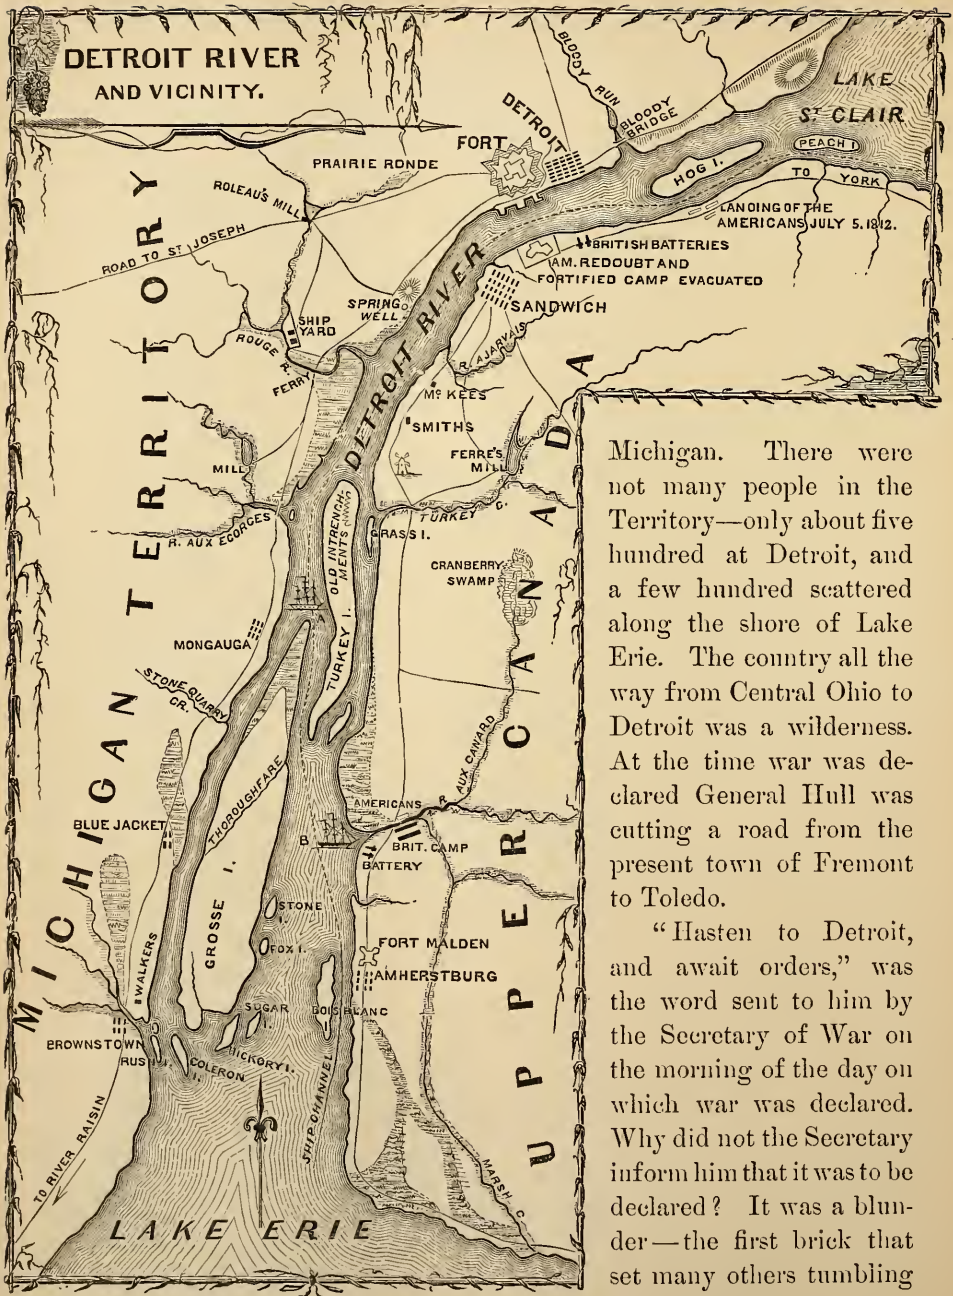 DETROIT RIVER
AND VICINITY.
LAKE
ST CLAIR
BLOODY RUN
BLOODY
BRIDGE
DETROIT
FORT
PEACH I
HOG I.
TO YORK
PRAIRIE RONDE
ROLEAU'S MILL
ROAD TO ST JOSEPH
LANDING OF THE
AMERICANS JULY 5.1812.
BRITISH BATTERIES
AM. REDOUBT AND
FORTIFIED CAMP EVACUATED
SANDWICH
SPRING
WELL
SHIP
YARD
ROUGE R.
FERRY
DETROIT RIVER
R. AJARVAIS
Mc KEES
SMITHS
FERRE'S
MILL
MILL
R. AUX ECORCES
TURKEY C.
GRASS I.
OLD INTRENCH-
MENTS
TURKEY I.
CRANBERRY
SWAMP
MONGAUGA
STONE QUARRY
CR.
THOROUGHFARE
AUX CANARD
R
AMERICANS
BRIT. CAMP
BATTERY
B
BLUE JACKET
GROSSE I.
STONE
I.
FOX I.
FORT MALDEN
AMHERSTBURG
WALKERS
SUGAR
I.
BOIS BLANC
BROWNSTOWN
RUSH I.
COLERON
I.
HICKORY I.
SHIP CHANNEL
TO RIVER RAISIN
MARSH C.
LAKE ERIE
MICHIGAN TERRITORY
UPPER CANADA
Michigan. There were
not many people in the
Territory—only about five
hundred at Detroit, and
a few hundred scattered
along the shore of Lake
Erie. The country all the
way from Central Ohio to
Detroit was a wilderness.
At the time war was de-
clared General Hull was
cutting a road from the
present town of Fremont
to Toledo.
“Hasten to Detroit,
and await orders,” was
the word sent to him by
the Secretary of War on
the morning of the day on
which war was declared.
Why did not the Secretary
inform him that it was to be
declared? It was a blun-
der—the first brick that
set many others tumbling